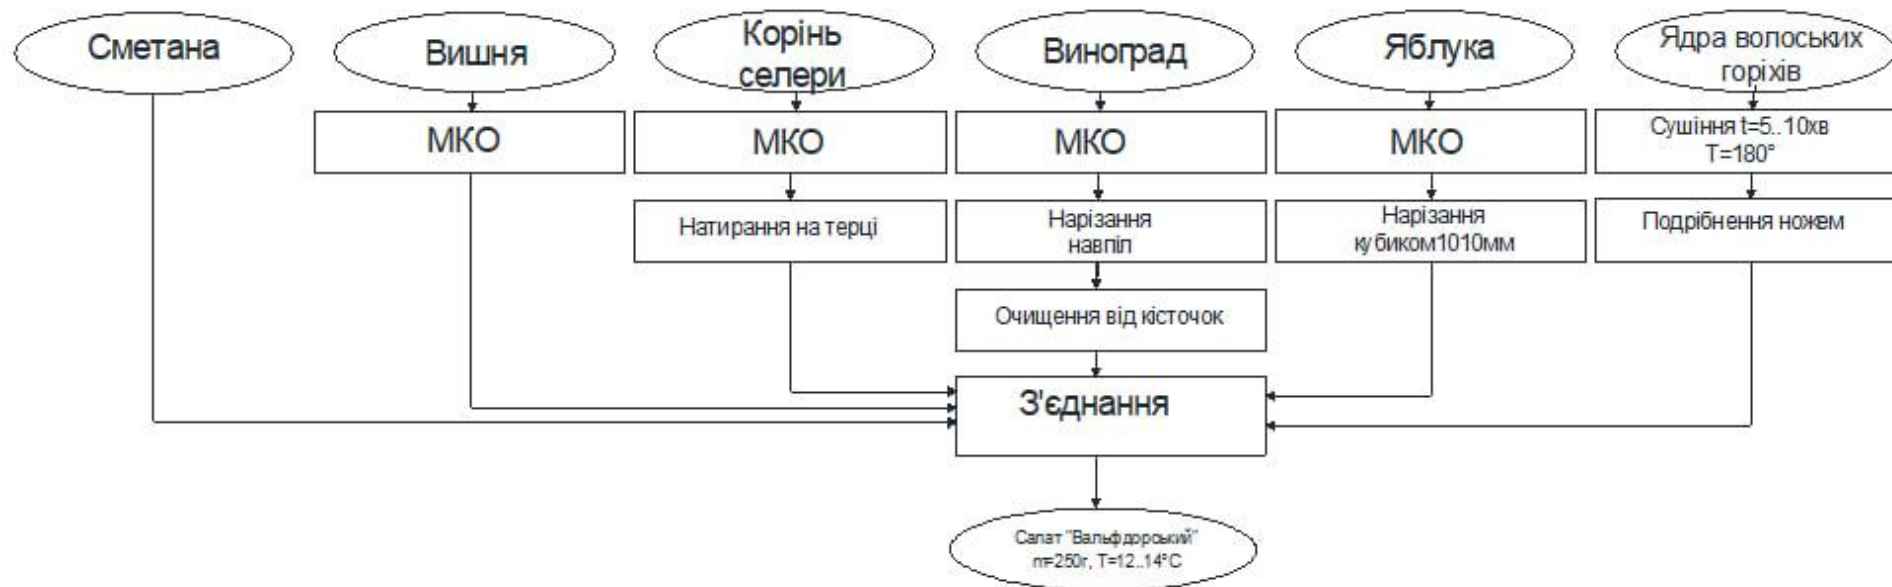 Сметана
Вишня
Корінь
селери
Виноград
Яблука
Ядра волоських
горіхів
МКО
МКО
МКО
МКО
Сушіння t=5..10хв
T=180°
Натирання на терці
Нарізання
навпіл
Нарізання
кубиком1010мм
Подрібнення ножем
Очищення від кісточок
З'єднання
Салат "Вальфдорський"
m=250г, T=12..14°C